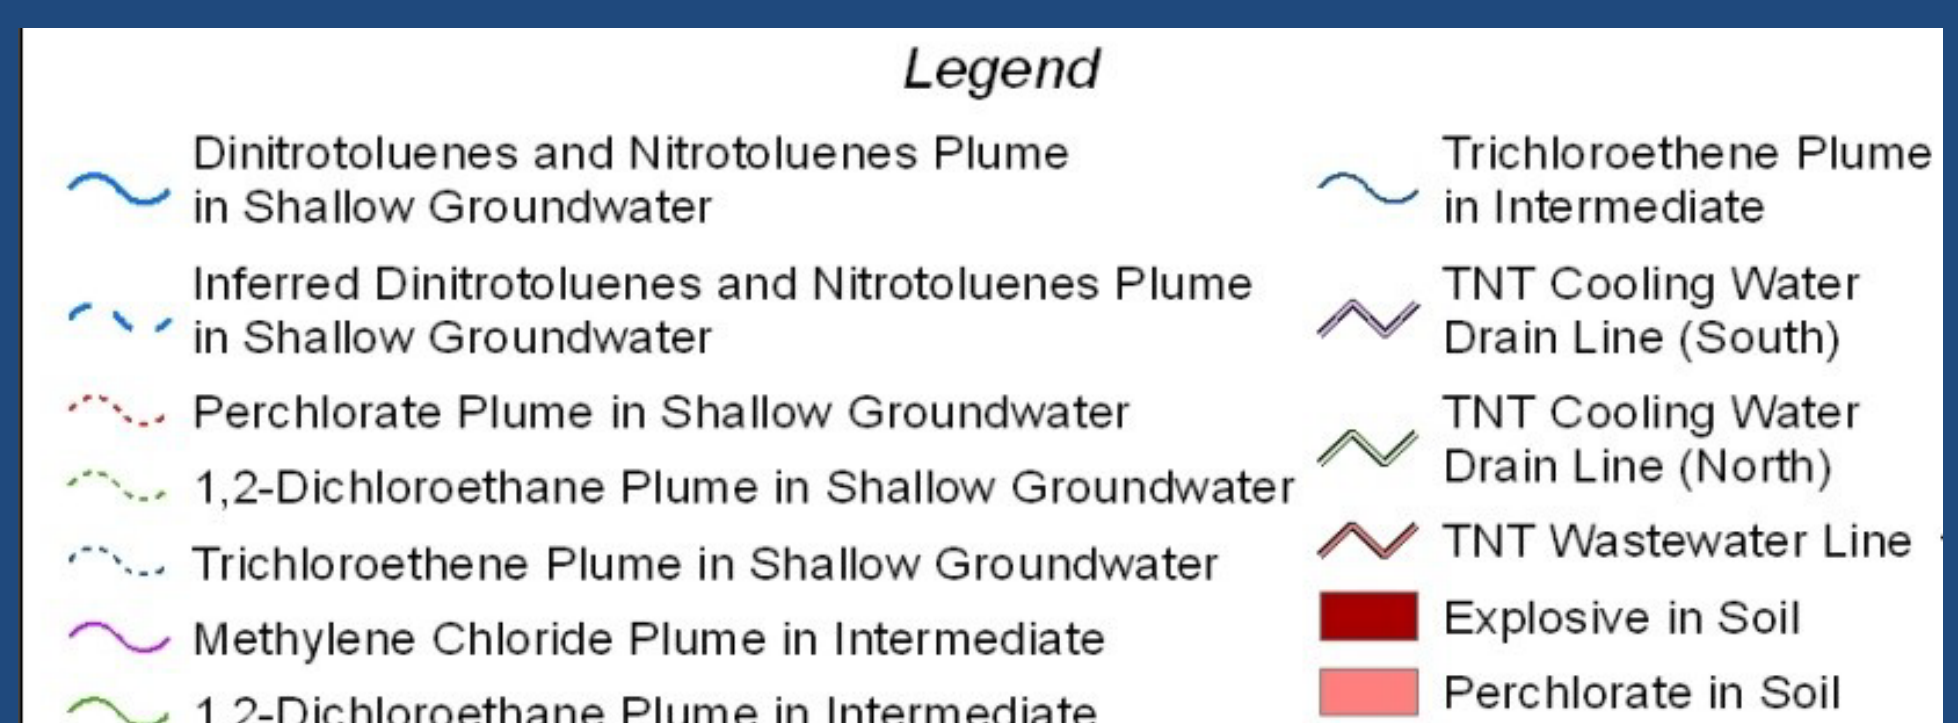 Legend
Dinitrotoluenes and Nitrotoluenes Plume
in Shallow Groundwater
Inferred Dinitrotoluenes and Nitrotoluenes Plume
in Shallow Groundwater
Perchlorate Plume in Shallow Groundwater
1,2-Dichloroethane Plume in Shallow Groundwater
Trichloroethene Plume in Shallow Groundwater
Methylene Chloride Plume in Intermediate
1,2-Dichloroethane Plume in Intermediate
Trichloroethene Plume
in Intermediate
TNT Cooling Water
Drain Line (South)
TNT Cooling Water
Drain Line (North)
TNT Wastewater Line
Explosive in Soil
Perchlorate in Soil